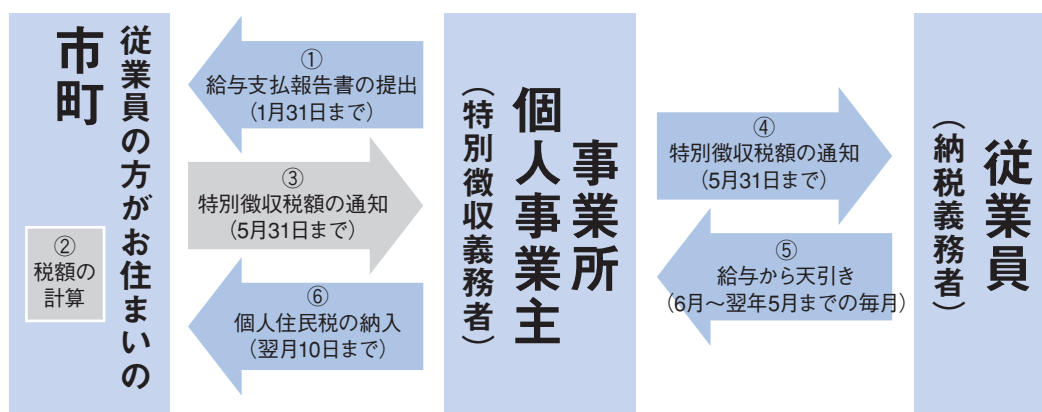 従業員の方がお住まいの
市町
①
給与支払報告書の提出
（1月31日まで）
②
税額の
計算
③
特別徴収税額の通知
（5月31日まで）
⑥
個人住民税の納入
（翌月10日まで）
事業所
個人事業主
（特別徴収義務者）
④
特別徴収税額の通知
（5月31日まで）
⑤
給与から天引き
（6月〜翌年5月までの毎月）
従業員
（納税義務者）